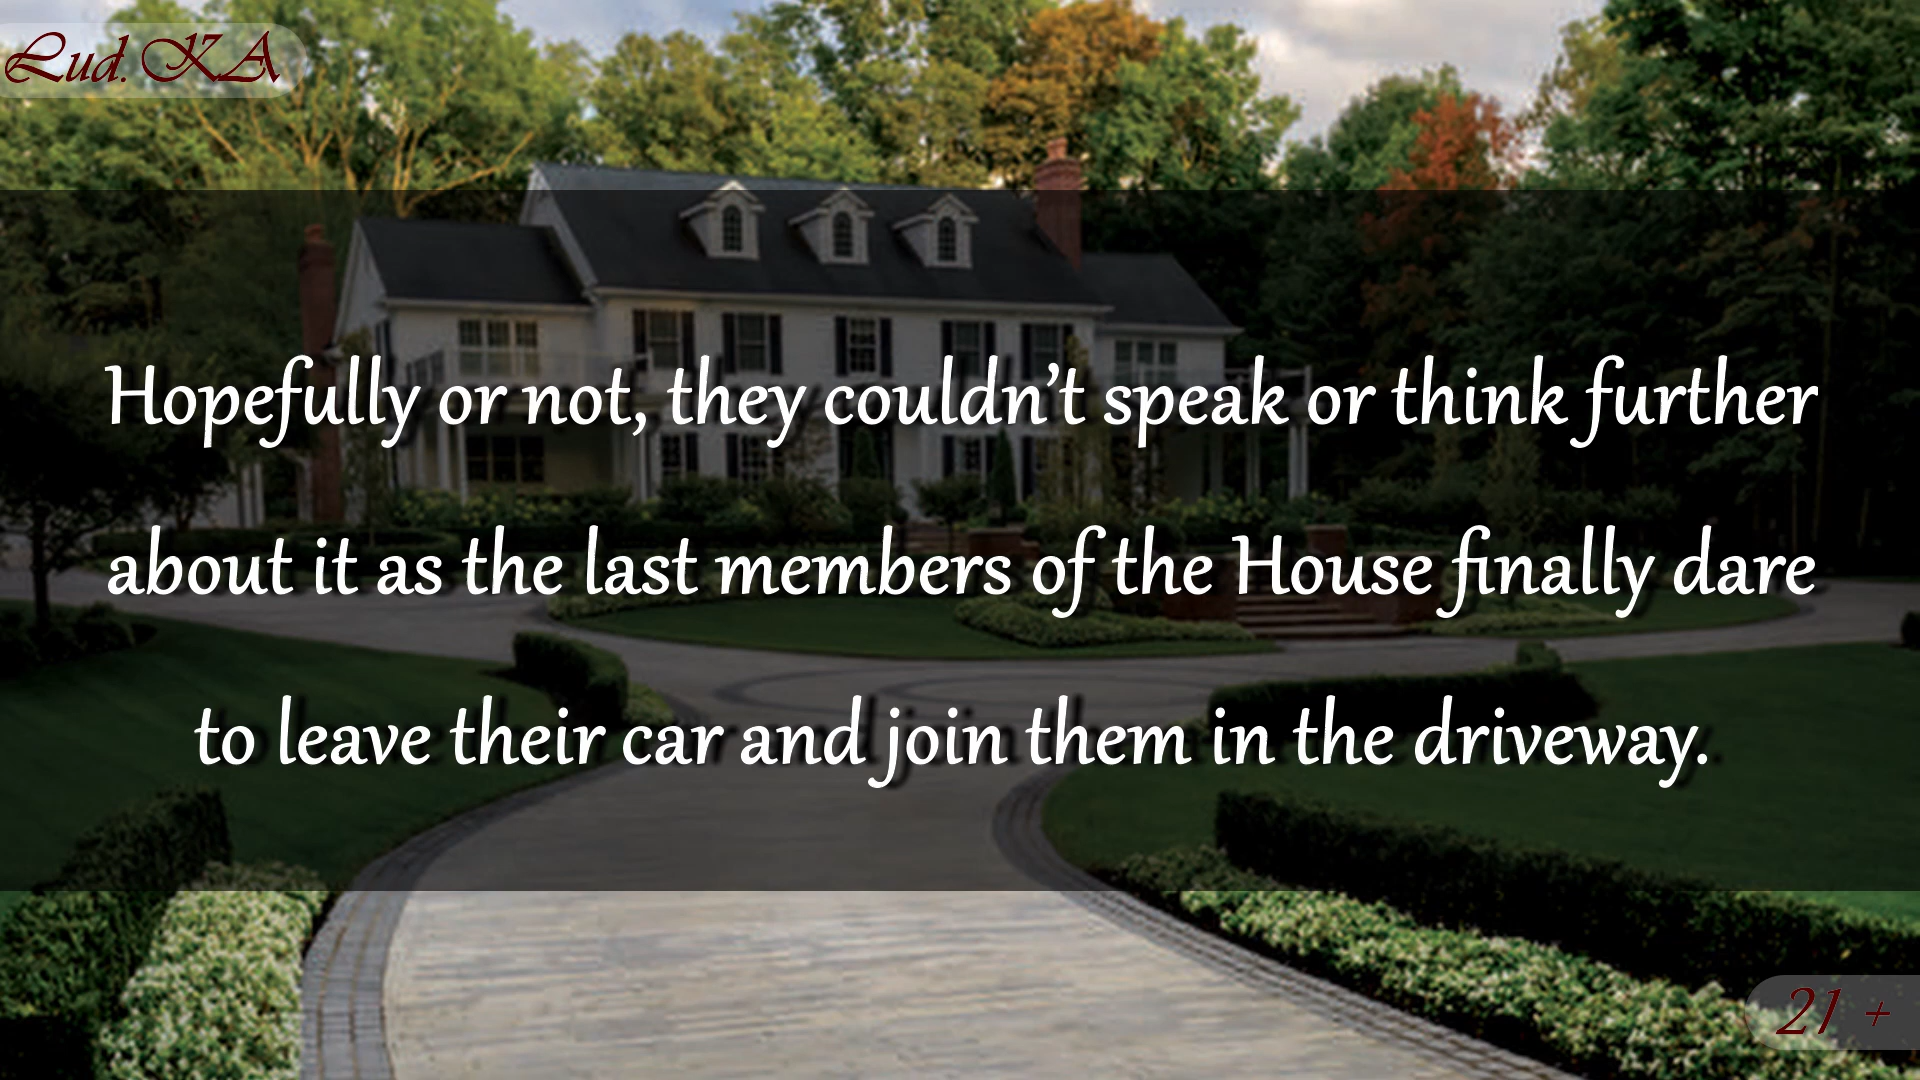 Lud. KA
Hopefully or not, they couldn't speak or think further
about it as the last members of the House finally dare
to leave their car and join them in the driveway.
21 +